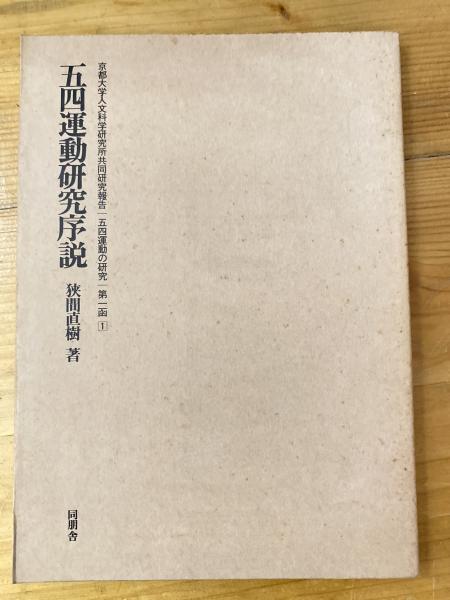 京都大学人文科学研究所共同研究報告|五四運動の研究|第一函 1
五四運動研究序説
狭間直樹 著
同朋舎